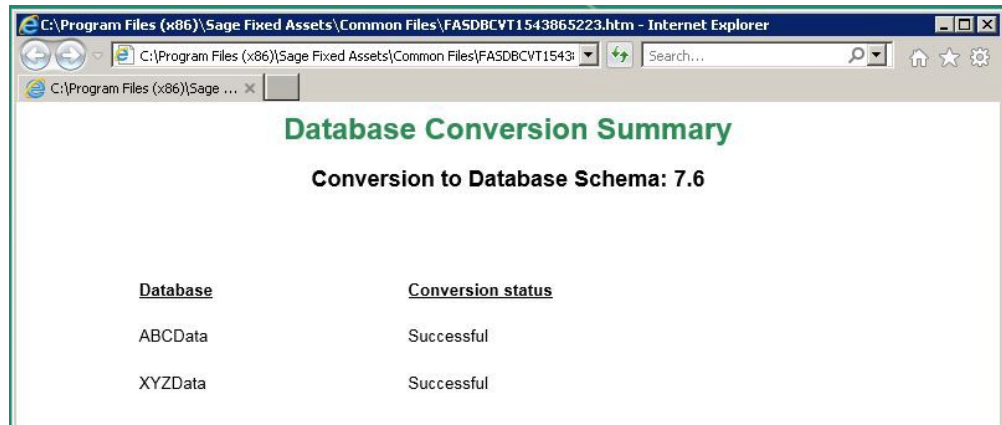 C:\Program Files (x86)\Sage Fixed Assets\Common Files\FASDBCVT1543865223.htm - Internet Explorer
C:\Program Files (x86)\Sage Fixed Assets\Common Files\FASDBCVT1543 Search...
C:\Program Files (x86)\Sage ...
Database Conversion Summary
Conversion to Database Schema: 7.6
Database Conversion status
ABCData Successful
XYZData Successful